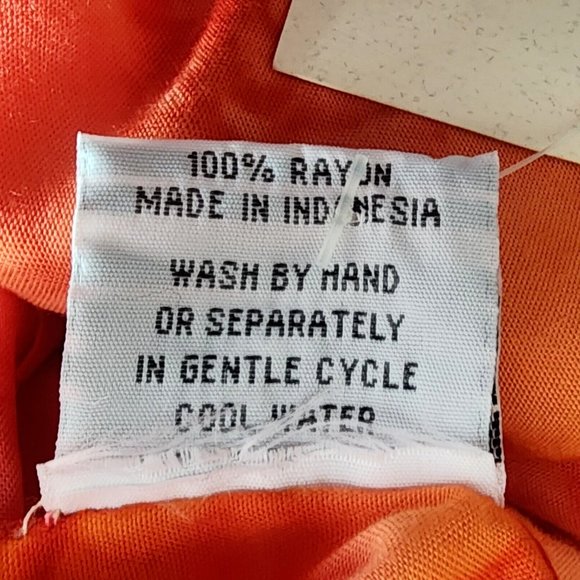 100% RAYON
MADE IN INDONESIA
WASH BY HAND
OR SEPARATELY
IN GENTLE CYCLE
COOL WATER